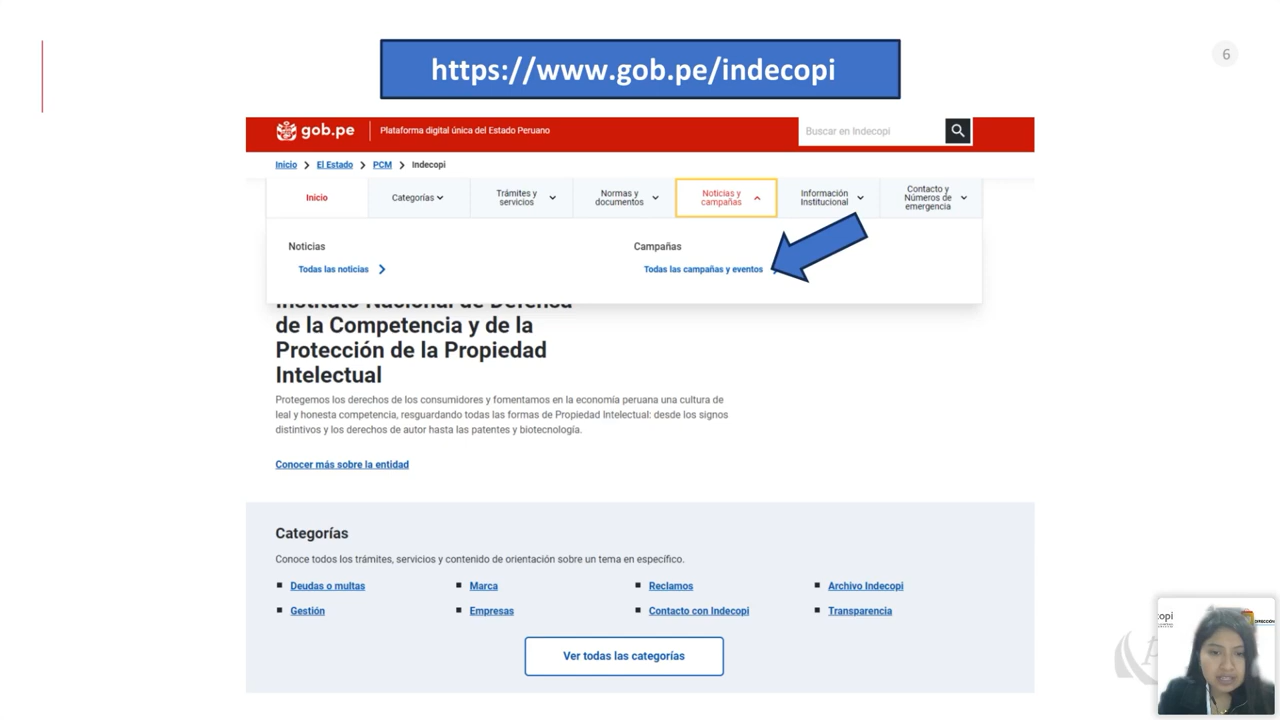 https://www.gob.pe/indecopi
6
gob.pe
Plataforma digital única del Estado Peruano
Buscar en Indecopi
Inicio
El Estado
PCM
Indecopi
Inicio
Categorías
Trámites y
servicios
Normas y
documentos
Noticias y
campañas
Información
Institucional
Contacto y
Números de
emergencia
Noticias
Todas las noticias
Campañas
Todas las campañas y eventos
Instituto Nacional de Defensa
de la Competencia y de la
Protección de la Propiedad
Intelectual
Protegemos los derechos de los consumidores y fomentamos en la economía peruana una cultura de
leal y honesta competencia, resguardando todas las formas de Propiedad Intelectual: desde los signos
distintivos y los derechos de autor hasta las patentes y biotecnología.
Conocer más sobre la entidad
Categorías
Conoce todos los trámites, servicios y contenido de orientación sobre un tema en específico.
Deudas o multas
Marca
Reclamos
Archivo Indecopi
Gestión
Empresas
Contacto con Indecopi
Transparencia
Ver todas las categorías
copi